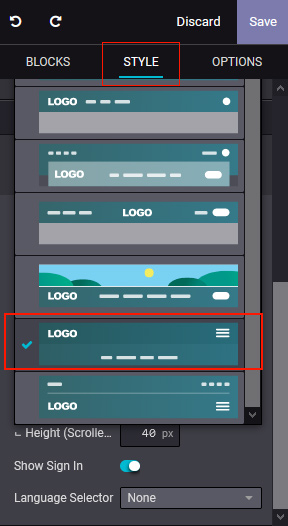 Discard Save
BLOCKS STYLE OPTIONS
LOGO
LOGO
LOGO
LOGO
LOGO
LOGO
Height (Scrolle... 40 px
Show Sign In
Language Selector None